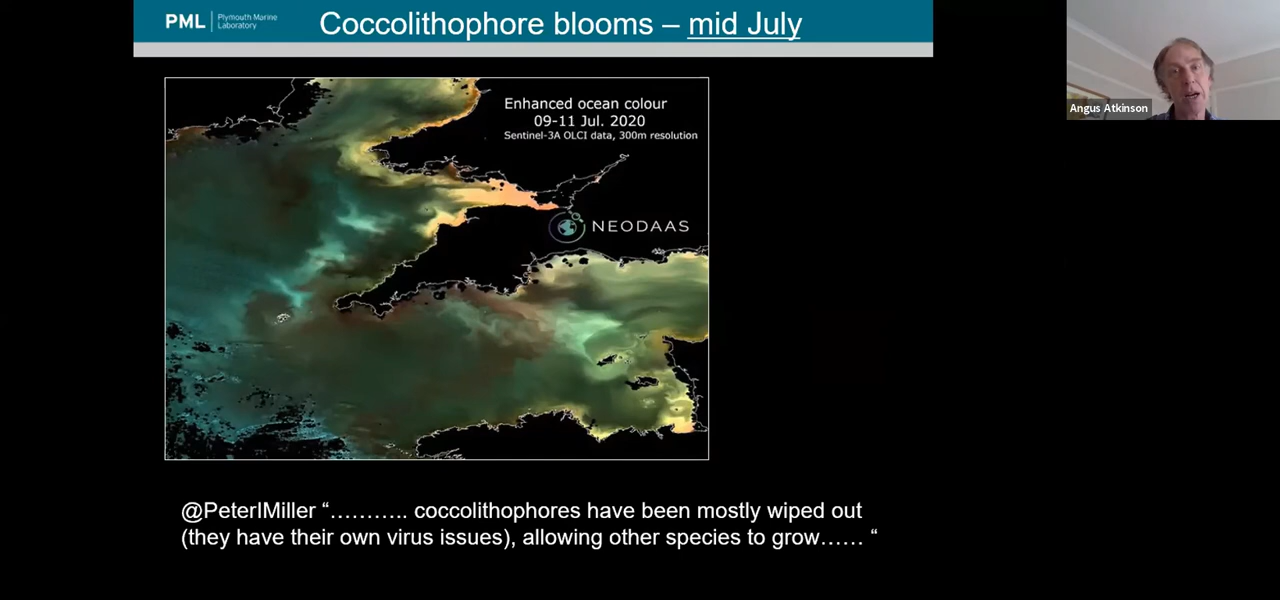 PML | Plymouth Marine
Laboratory
Coccolithophore blooms – mid July
Angus Atkinson
Enhanced ocean colour
09-11 Jul. 2020
Sentinel-3A OLCI data, 300m resolution
NEODAAS
@PeterIMiller “……….. coccolithophores have been mostly wiped out
(they have their own virus issues), allowing other species to grow…… “